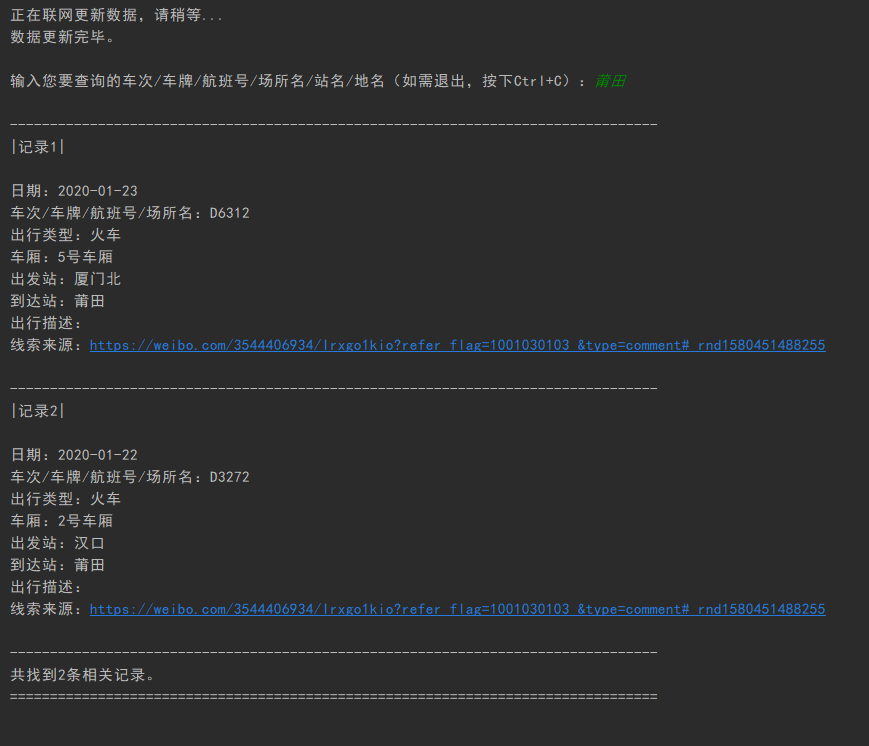 正在联网更新数据，请稍等...
数据更新完毕。
输入您要查询的车次/车牌/航班号/场所名/站名/地名（如需退出，按下Ctrl+C）：莆田
---------------------------------------------------------------------------------
|记录1|
日期：2020-01-23
车次/车牌/航班号/场所名：D6312
出行类型：火车
车厢：5号车厢
出发站：厦门北
到达站：莆田
出行描述：
线索来源：https://weibo.com/3544406934/Irxgo1kio?refer_flag=1001030103_&type=comment#_rnd1580451488255
---------------------------------------------------------------------------------
|记录2|
日期：2020-01-22
车次/车牌/航班号/场所名：D3272
出行类型：火车
车厢：2号车厢
出发站：汉口
到达站：莆田
出行描述：
线索来源：https://weibo.com/3544406934/Irxgo1kio?refer_flag=1001030103_&type=comment#_rnd1580451488255
---------------------------------------------------------------------------------
共找到2条相关记录。
=================================================================================